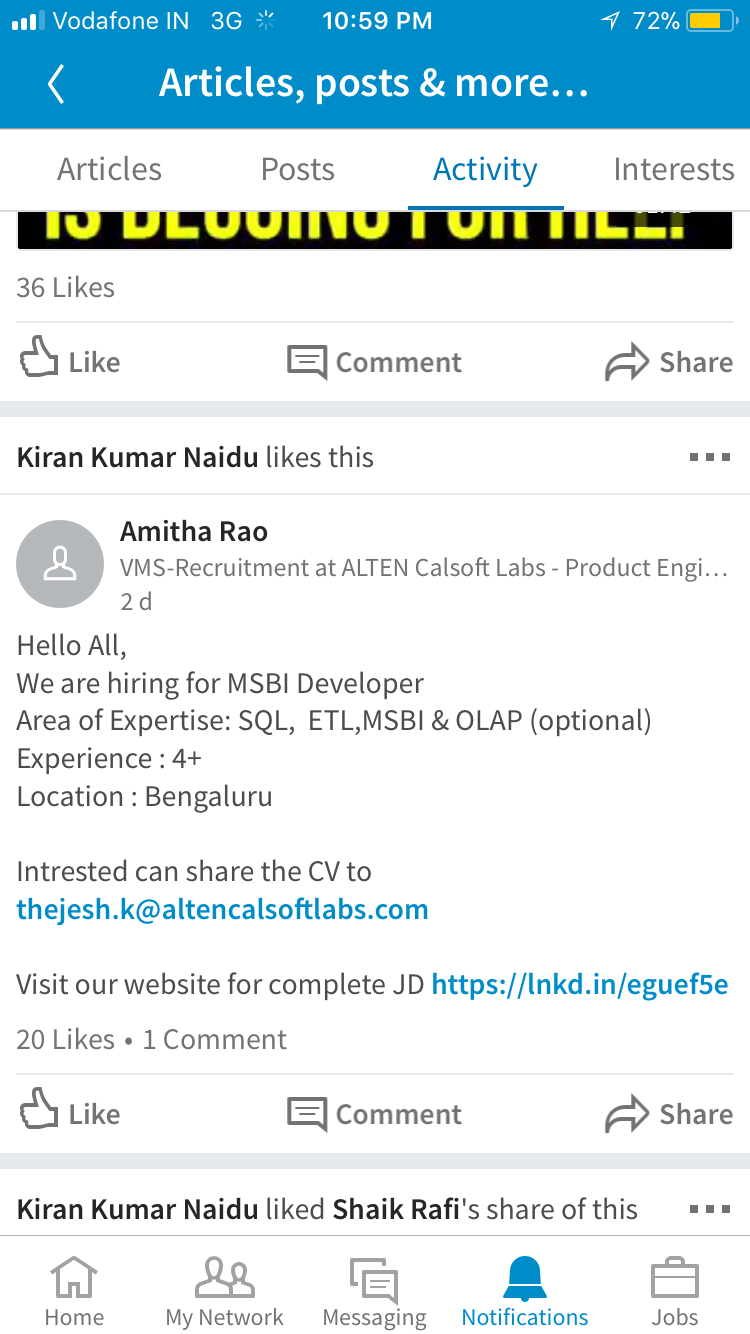 Vodafone IN 3G 10:59 PM 72%
Articles, posts & more...
Articles Posts Activity Interests
36 Likes
Like Comment Share
Kiran Kumar Naidu likes this
Amitha Rao
VMS-Recruitment at ALTEN Calsoft Labs - Product Engi...
2 d
Hello All,
We are hiring for MSBI Developer
Area of Expertise: SQL, ETL,MSBI & OLAP (optional)
Experience : 4+
Location : Bengaluru
Intrested can share the CV to
thejesh.k@altencalsoftlabs.com
Visit our website for complete JD https://lnkd.in/eguef5e
20 Likes • 1 Comment
Like Comment Share
Kiran Kumar Naidu liked Shaik Rafi's share of this
Home My Network Messaging Notifications Jobs